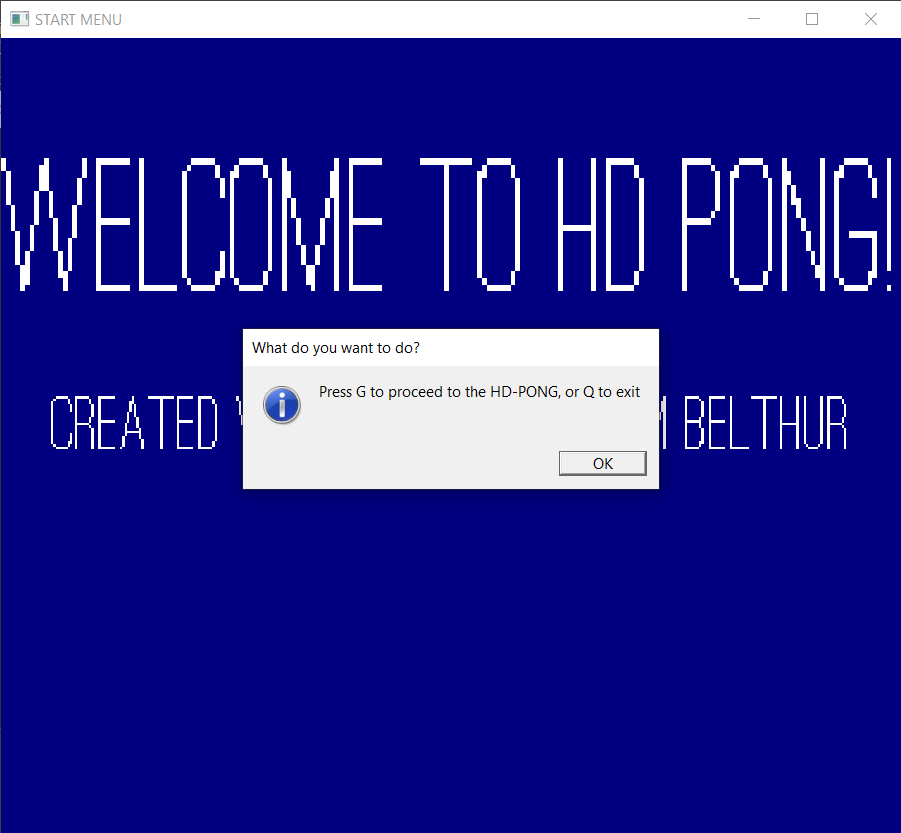 START MENU
WELCOME TO HD PONG!
What do you want to do?
Press G to proceed to the HD-PONG, or Q to exit
CREATED BELTHUR
OK